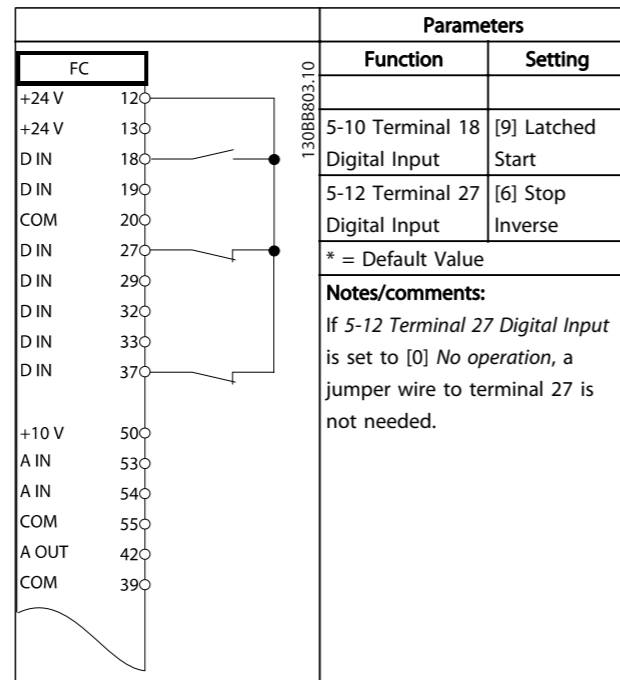 FC
+24 V 12
+24 V 13
D IN 18
D IN 19
COM 20
D IN 27
D IN 29
D IN 32
D IN 33
D IN 37
+10 V 50
A IN 53
A IN 54
COM 55
A OUT 42
COM 39
130BB803.10
Parameters
Function Setting
5-10 Terminal 18 [9] Latched
Digital Input Start
5-12 Terminal 27 [6] Stop
Digital Input Inverse
* = Default Value
Notes/comments:
If 5-12 Terminal 27 Digital Input
is set to [0] No operation, a
jumper wire to terminal 27 is
not needed.